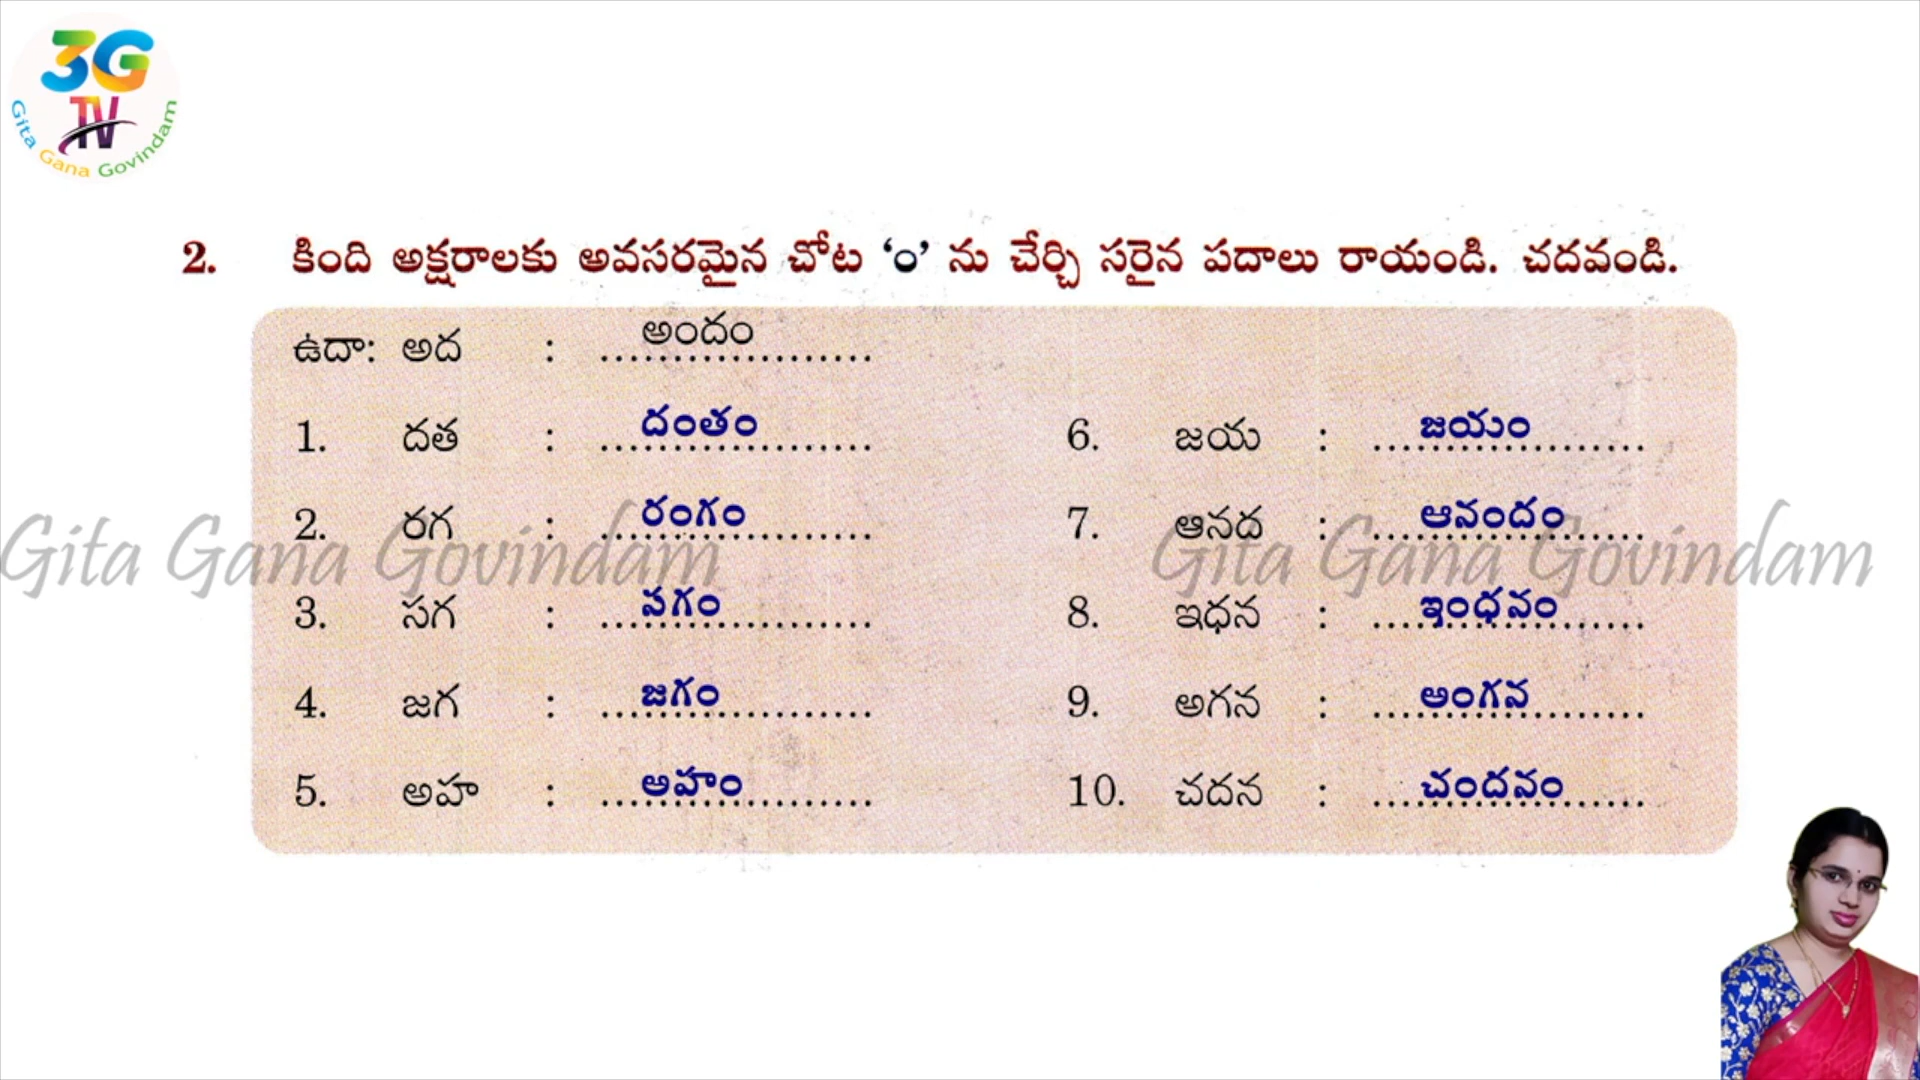 3G
TV
Gita Gana Govindam
2. కింది అక్షరాలకు అవసరమైన చోట ‘ం’ ను చేర్చి సరైన పదాలు రాయండి. చదవండి.
ఉదా: అద : అందం
1. దత : దంతం
2. రగ : రంగం
3. సగ : సగం
4. జగ : జగం
5. అహ : అహం
6. జయ : జయం
7. ఆనద : ఆనందం
8. ఇధన : ఇంధనం
9. అగన : అంగన
10. చదన : చందనం
Gita Gana Govindam
Gita Gana Govindam